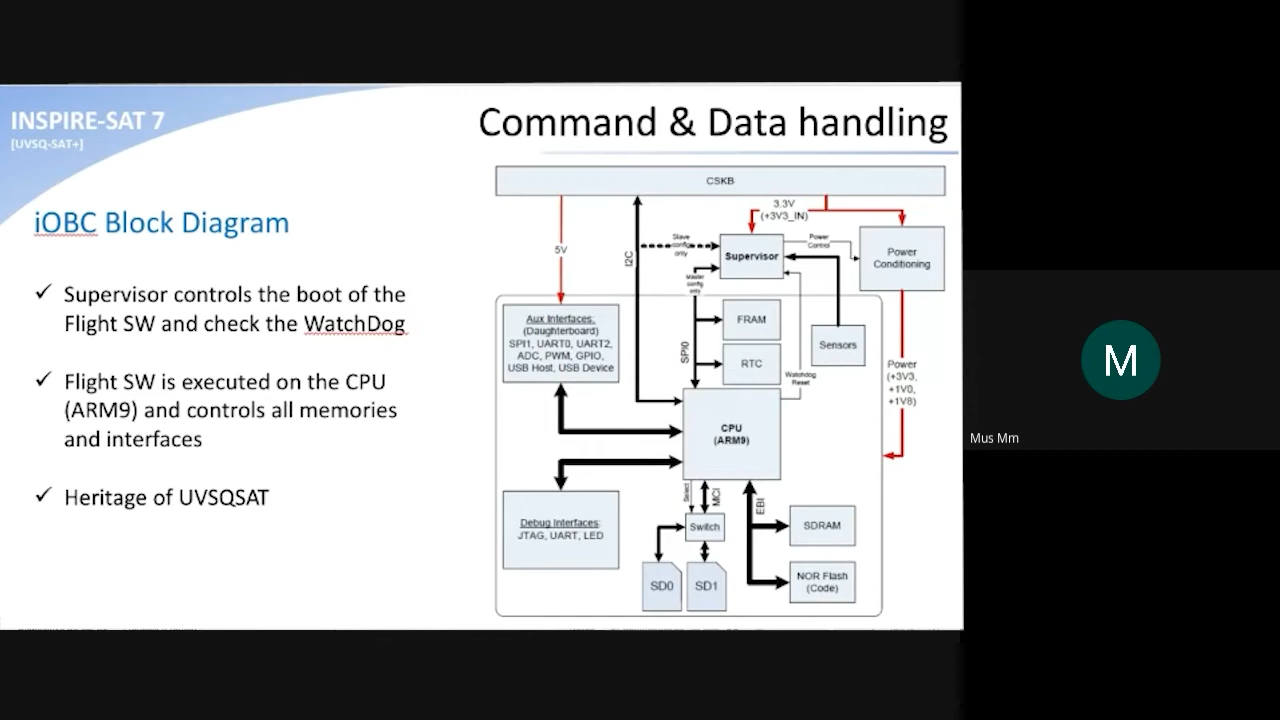 INSPIRE-SAT 7
[UVSQ-SAT+]
Command & Data handling
iOBC Block Diagram
Supervisor controls the boot of the
Flight SW and check the WatchDog
Flight SW is executed on the CPU
(ARM9) and controls all memories
and interfaces
Heritage of UVSQSAT
CSKB
5V
I2C
3.3V
(+3V3_IN)
Slave
config
only
Master
config
only
Supervisor
Power
Control
Power
Conditioning
Aux Interfaces:
(Daughterboard)
SPI1, UART0, UART2,
ADC, PWM, GPIO,
USB Host, USB Device
SPI0
FRAM
RTC
Sensors
Watchdog
Reset
Power
(+3V3,
+1V0,
+1V8)
CPU
(ARM9)
Debug Interfaces:
JTAG, UART, LED
Select
MCI
EBI
Switch
SD0
SD1
SDRAM
NOR Flash
(Code)
M
Mus Mm